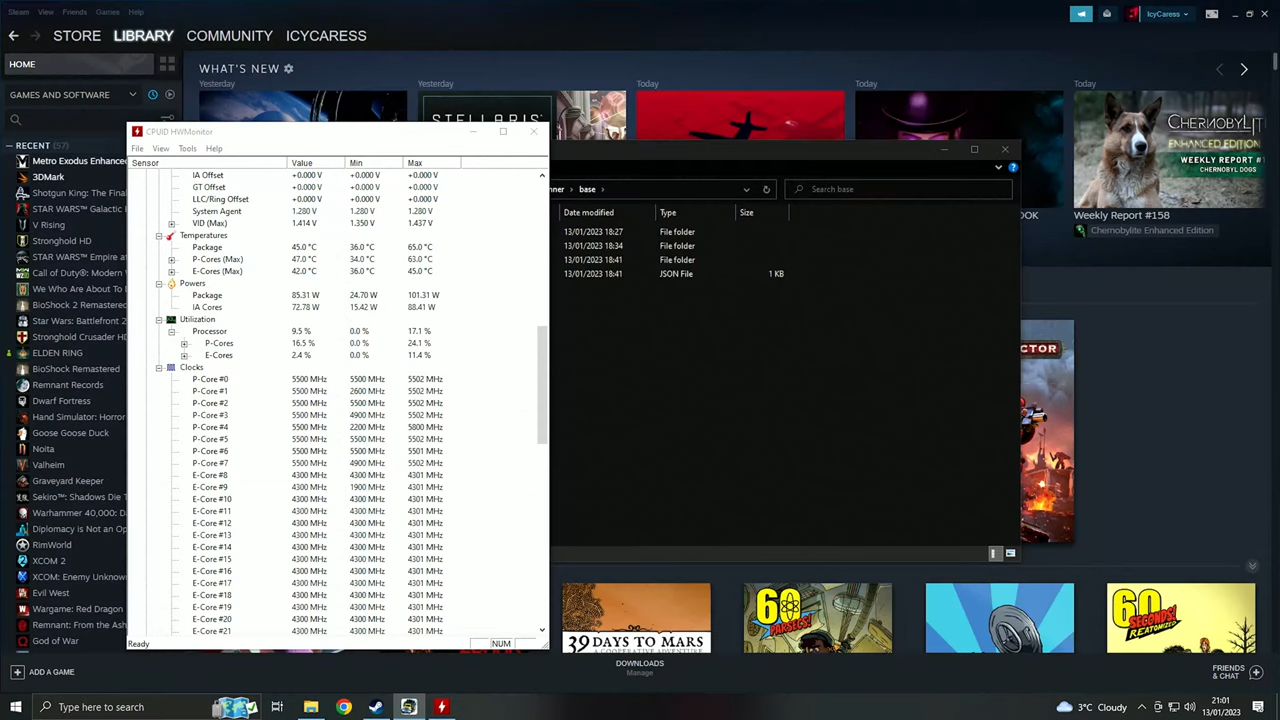 Steam View Friends Games Help
IcyCaress
STORE LIBRARY COMMUNITY ICYCARESS
HOME
WHAT'S NEW
GAMES AND SOFTWARE
Yesterday Yesterday Today Today Today
STELLARIS
CHERNOBYLITE
ENHANCED EDITION
WEEKLY REPORT #1
CHERNOBYL DOGS
Weekly Report #158
Chernobylite Enhanced Edition
RECENT
Metro Exodus Enhance
3DMark
Shotgun King: The Fina
STAR WARS™ Galactic
V Rising
Stronghold HD
STAR WARS™ Empire a
Call of Duty®: Modern
We Who Are About To
BioShock 2 Remastered
Star Wars: Battlefront 2
Stronghold Crusader HD
ELDEN RING
BioShock Remastered
Remnant Records
Dwarf Fortress
Hand Simulator: Horror
Goose Goose Duck
Noita
Valheim
Graveyard Keeper
Sekiro™: Shadows Die T
Warhammer 40,000: Da
Diplomacy is Not an Op
RimWorld
XCOM 2
XCOM: Enemy Unknow
Evil West
Wargame: Red Dragon
Remnant: From the Ash
God of War
CPUID HWMonitor
File View Tools Help
Sensor Value Min Max
IA Offset +0.000 V +0.000 V +0.000 V
GT Offset +0.000 V +0.000 V +0.000 V
LLC/Ring Offset +0.000 V +0.000 V +0.000 V
System Agent 1.280 V 1.280 V 1.280 V
VID (Max) 1.414 V 1.350 V 1.437 V
Temperatures
Package 45.0 °C 36.0 °C 65.0 °C
P-Cores (Max) 47.0 °C 34.0 °C 63.0 °C
E-Cores (Max) 42.0 °C 36.0 °C 45.0 °C
Powers
Package 85.31 W 24.70 W 101.31 W
IA Cores 72.78 W 15.42 W 88.41 W
Utilization
Processor 9.5 % 0.0 % 17.1 %
P-Cores 16.5 % 0.0 % 24.1 %
E-Cores 2.4 % 0.0 % 11.4 %
Clocks
P-Core #0 5500 MHz 5500 MHz 5502 MHz
P-Core #1 5500 MHz 2600 MHz 5502 MHz
P-Core #2 5500 MHz 5500 MHz 5502 MHz
P-Core #3 5500 MHz 4900 MHz 5502 MHz
P-Core #4 5500 MHz 2200 MHz 5800 MHz
P-Core #5 5500 MHz 5500 MHz 5502 MHz
P-Core #6 5500 MHz 5500 MHz 5501 MHz
P-Core #7 5500 MHz 4900 MHz 5502 MHz
E-Core #8 4300 MHz 4300 MHz 4301 MHz
E-Core #9 4300 MHz 1900 MHz 4301 MHz
E-Core #10 4300 MHz 4300 MHz 4301 MHz
E-Core #11 4300 MHz 4300 MHz 4301 MHz
E-Core #12 4300 MHz 4300 MHz 4301 MHz
E-Core #13 4300 MHz 4300 MHz 4301 MHz
E-Core #14 4300 MHz 4300 MHz 4301 MHz
E-Core #15 4300 MHz 4300 MHz 4301 MHz
E-Core #16 4300 MHz 4300 MHz 4301 MHz
E-Core #17 4300 MHz 4300 MHz 4301 MHz
E-Core #18 4300 MHz 4300 MHz 4301 MHz
E-Core #19 4300 MHz 4300 MHz 4301 MHz
E-Core #20 4300 MHz 4300 MHz 4301 MHz
E-Core #21 4300 MHz 4300 MHz 4301 MHz
Ready NUM
nner › base › Search base
Date modified Type Size
13/01/2023 18:27 File folder
13/01/2023 18:34 File folder
13/01/2023 18:41 File folder
13/01/2023 18:41 JSON File 1 KB
OOK
CTOR
39 DAYS TO MARS
A COOPERATIVE ADVENTURE
60 PARSECS!
60 SECONDS!
REATOMIZED
ADD A GAME
DOWNLOADS
Manage
FRIENDS
& CHAT
Type here to search
3°C Cloudy
21:01
13/01/2023